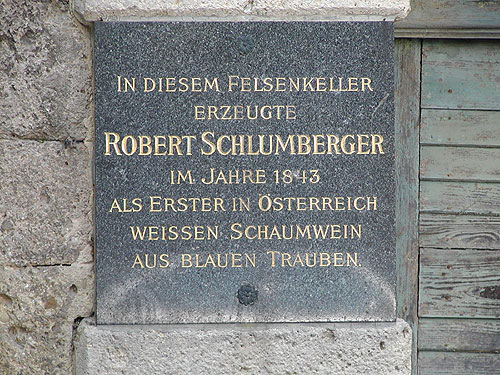 In diesem Felsenkeller
erzeugte
Robert Schlumberger
im Jahre 1843
als Erster in Österreich
weissen Schaumwein
aus blauen Trauben.